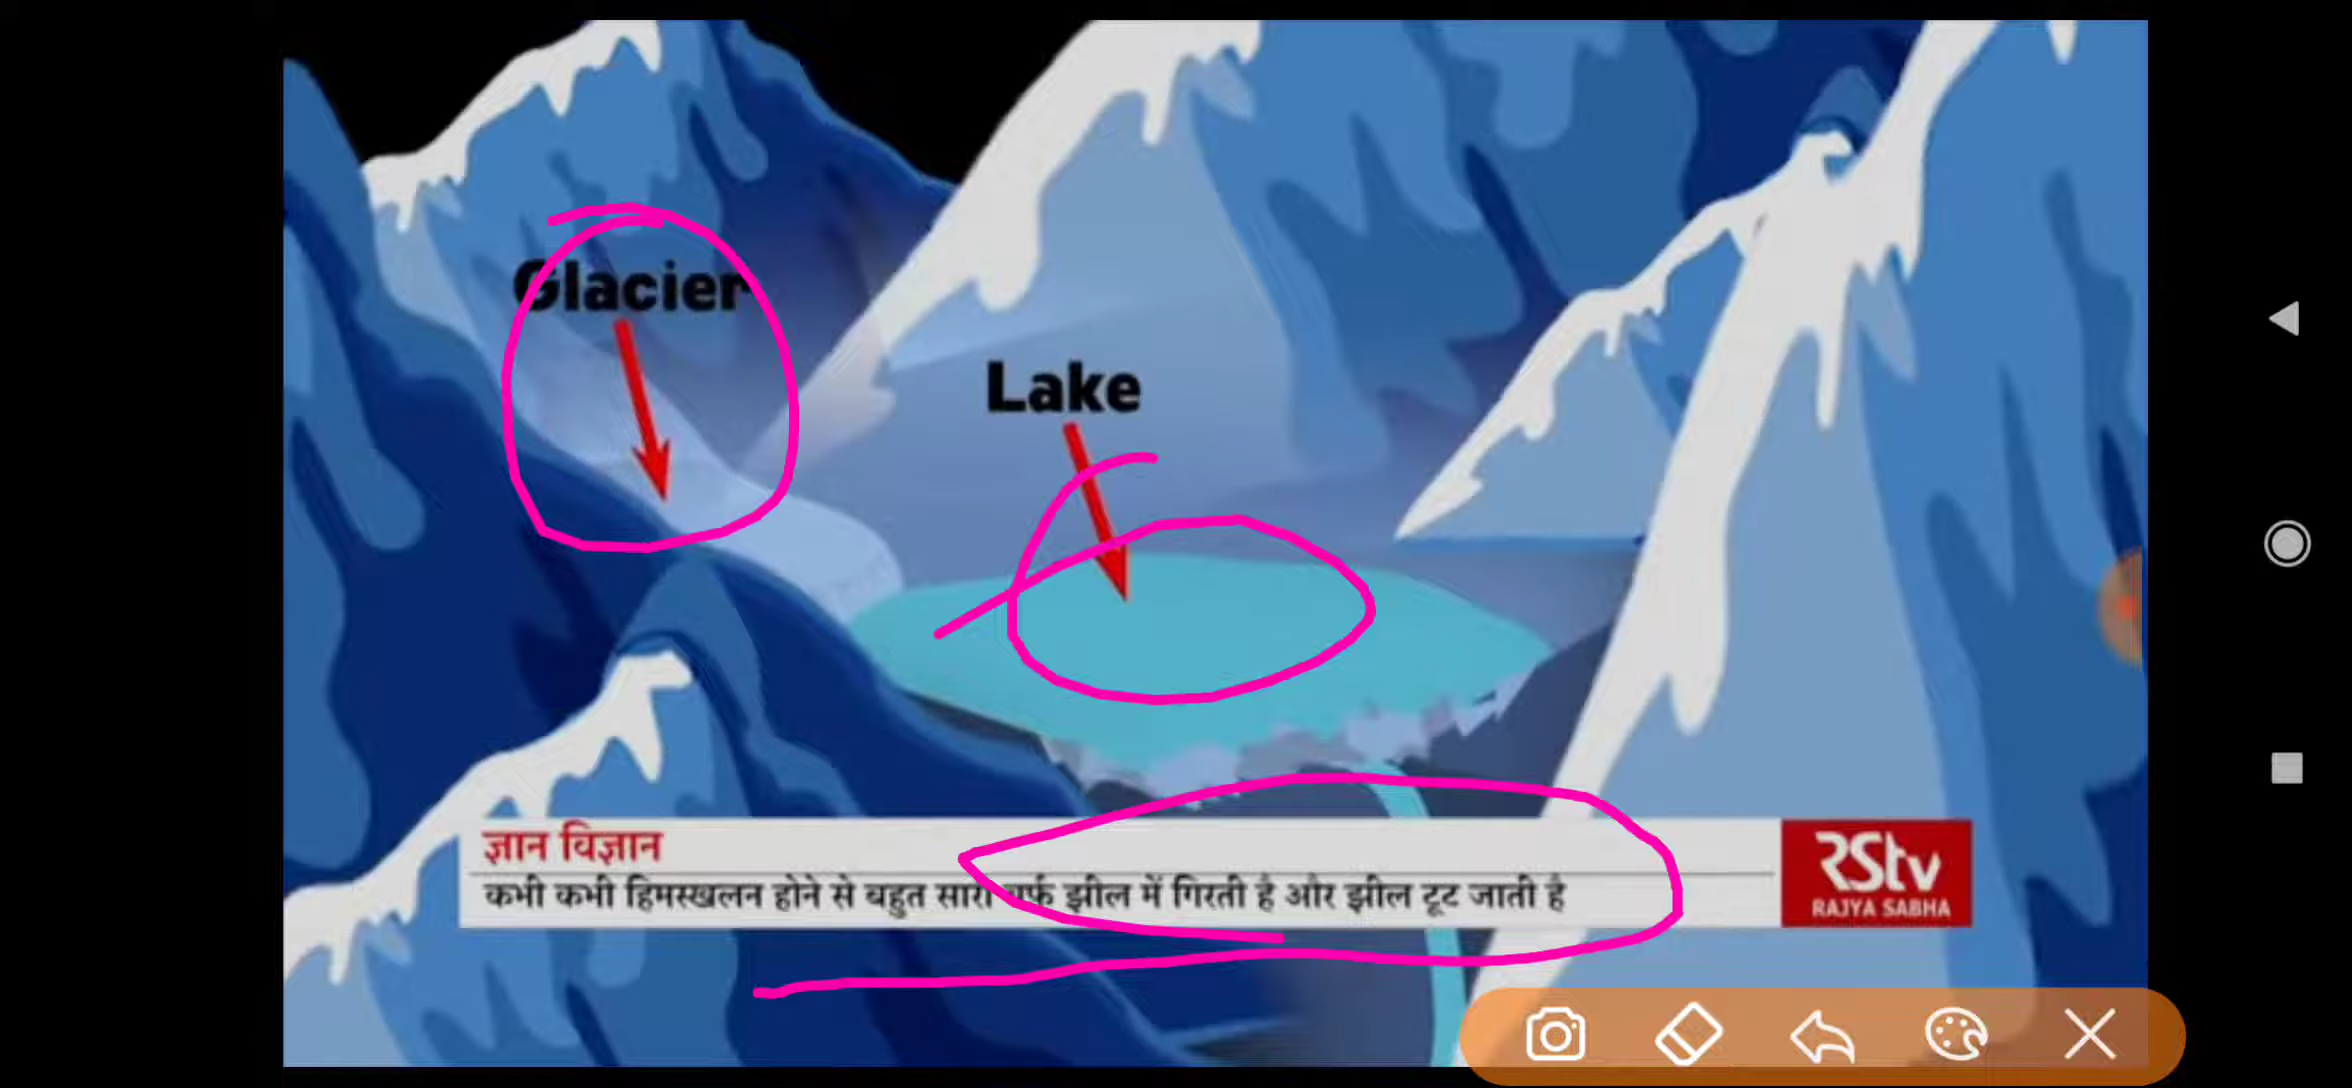 Glacier
Lake
ज्ञान विज्ञान
कभी कभी हिमस्खलन होने से बहुत सारी बर्फ झील में गिरती है और झील टूट जाती है
RStv
RAJYA SABHA